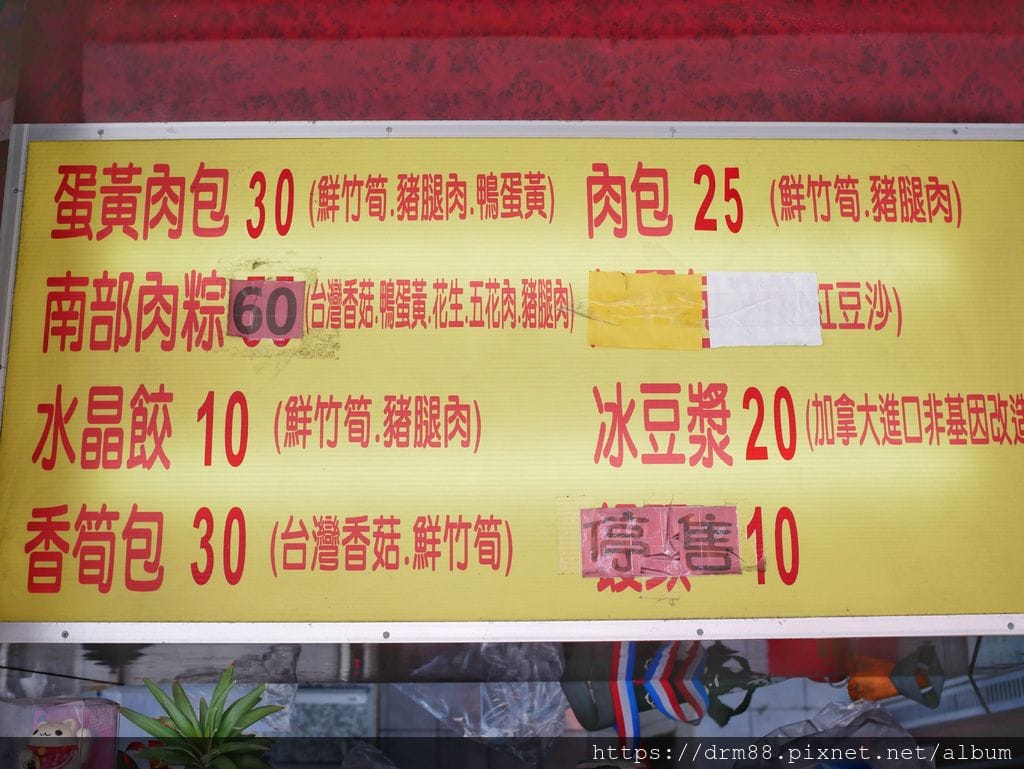 蛋黃肉包 30 (鮮竹筍.豬腿肉.鴨蛋黃)
肉包 25 (鮮竹筍.豬腿肉)
南部肉粽 60 (台灣香菇.鴨蛋黃.花生.五花肉.豬腿肉)
紅豆沙)
水晶餃 10 (鮮竹筍.豬腿肉)
冰豆漿 20 (加拿大進口非基因改造
香筍包 30 (台灣香菇.鮮竹筍)
停售 10
https://drm88.pixnet.net/album